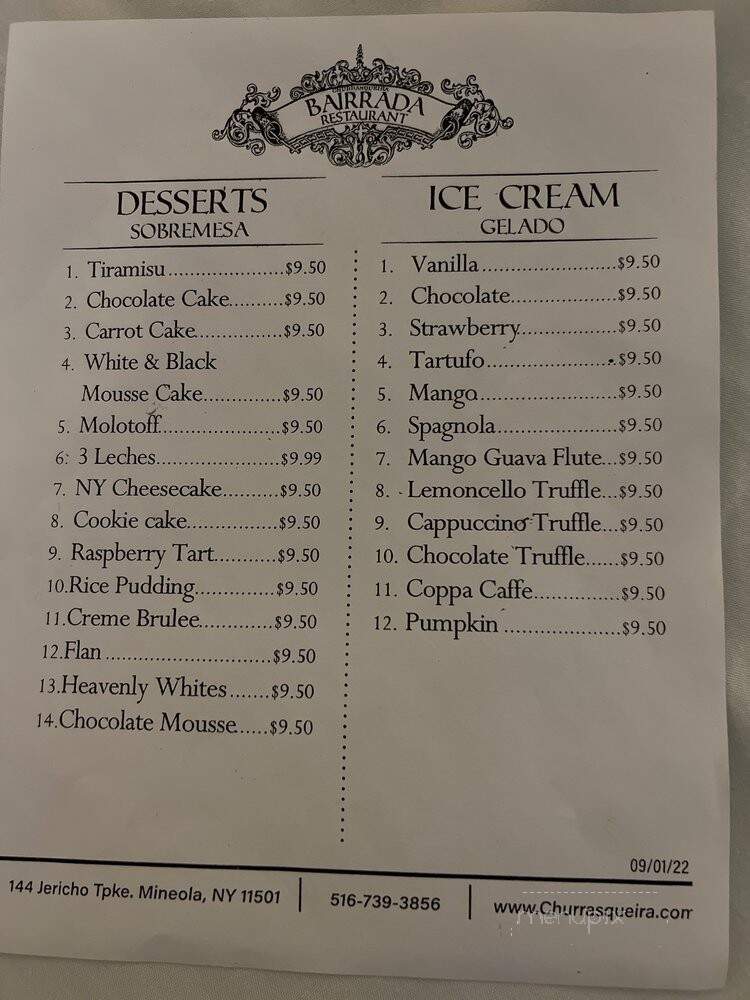 CHURRASQUEIRA
BAIRRADA
RESTAURANT
DESSERTS
SOBREMESA
1. Tiramisu......................$9.50
2. Chocolate Cake..........$9.50
3. Carrot Cake................$9.50
4. White & Black
Mousse Cake..............$9.50
5. Molotoff......................$9.50
6. 3 Leches.......................$9.99
7. NY Cheesecake..........$9.50
8. Cookie cake.................$9.50
9. Raspberry Tart............$9.50
10.Rice Pudding..............$9.50
11.Creme Brulee.............$9.50
12.Flan ............................$9.50
13.Heavenly Whites.......$9.50
14.Chocolate Mousse.....$9.50
ICE CREAM
GELADO
1. Vanilla.......................$9.50
2. Chocolate..................$9.50
3. Strawberry.................$9.50
4. Tartufo......................$9.50
5. Mango.......................$9.50
6. Spagnola....................$9.50
7. Mango Guava Flute...$9.50
8. Lemoncello Truffle...$9.50
9. Cappuccino Truffle...$9.50
10. Chocolate Truffle......$9.50
11. Coppa Caffe...............$9.50
12. Pumpkin ....................$9.50
09/01/22
144 Jericho Tpke. Mineola, NY 11501 | 516-739-3856 | www.Churrasqueira.com
menupix